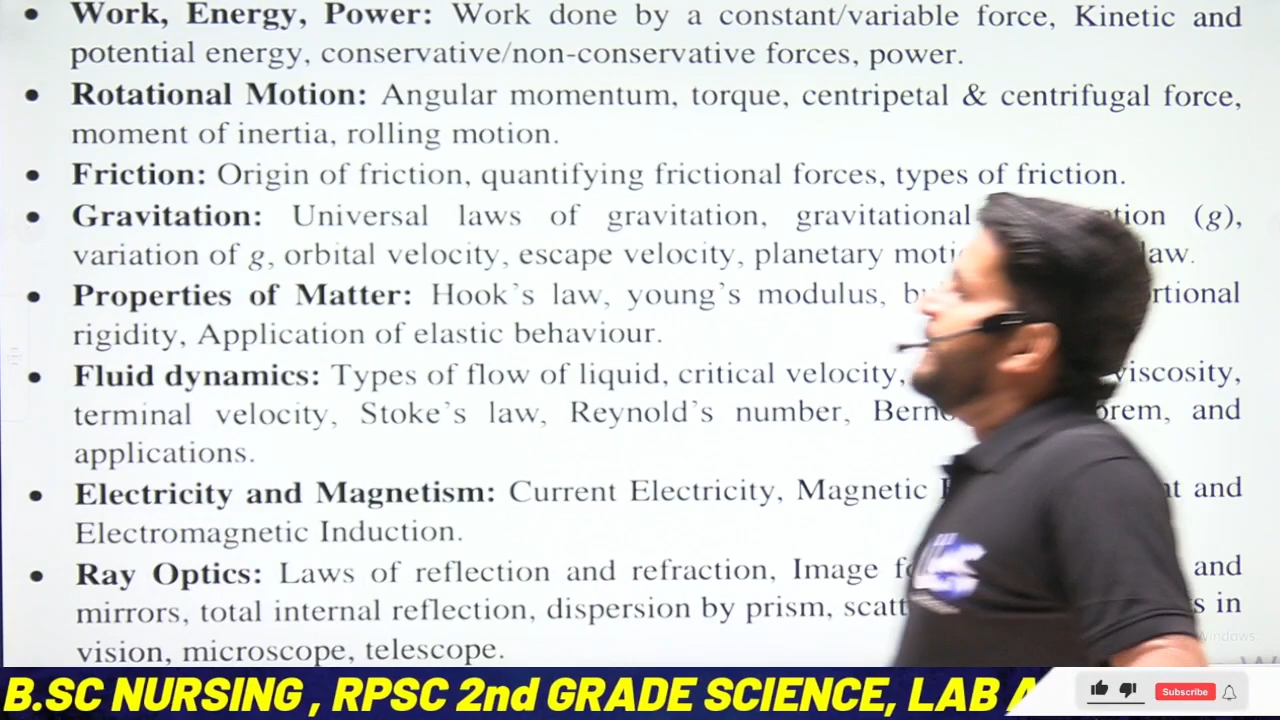 • Work, Energy, Power: Work done by a constant/variable force, Kinetic and
potential energy, conservative/non-conservative forces, power.
• Rotational Motion: Angular momentum, torque, centripetal & centrifugal force,
moment of inertia, rolling motion.
• Friction: Origin of friction, quantifying frictional forces, types of friction.
• Gravitation: Universal laws of gravitation, gravitational (g),
variation of g, orbital velocity, escape velocity, planetary
• Properties of Matter: Hook's law, young's modulus,
rigidity, Application of elastic behaviour.
• Fluid dynamics: Types of flow of liquid, critical velocity, viscosity,
terminal velocity, Stoke's law, Reynold's number, and
applications.
• Electricity and Magnetism: Current Electricity, Magnetic and
Electromagnetic Induction.
• Ray Optics: Laws of reflection and refraction, Image and
mirrors, total internal reflection, dispersion by prism, in
vision, microscope, telescope.
B.SC NURSING , RPSC 2nd GRADE SCIENCE, LAB
Subscribe